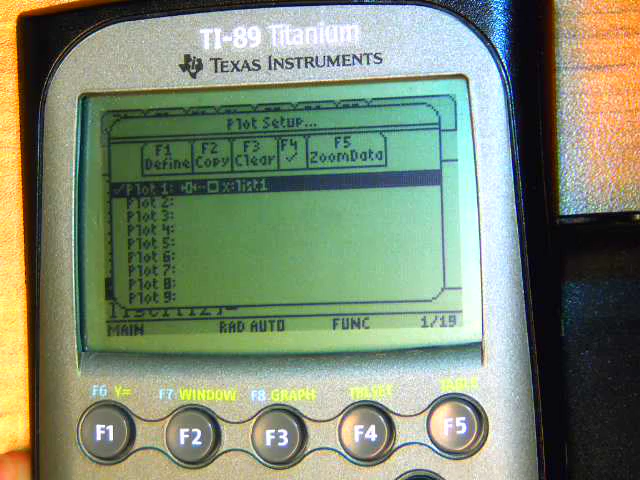 TI-89 Titanium
TEXAS INSTRUMENTS
Plot Setup...
F1 F2 F3 F4 F5
Define Copy Clear ✓ ZoomData
✓Plot 1: x:list1
Plot 2:
Plot 3:
Plot 4:
Plot 5:
Plot 6:
Plot 7:
Plot 8:
Plot 9:
MAIN RAD AUTO FUNC 1/19
F6 Y= F7 WINDOW F8 GRAPH TBLSET TABLE
F1 F2 F3 F4 F5